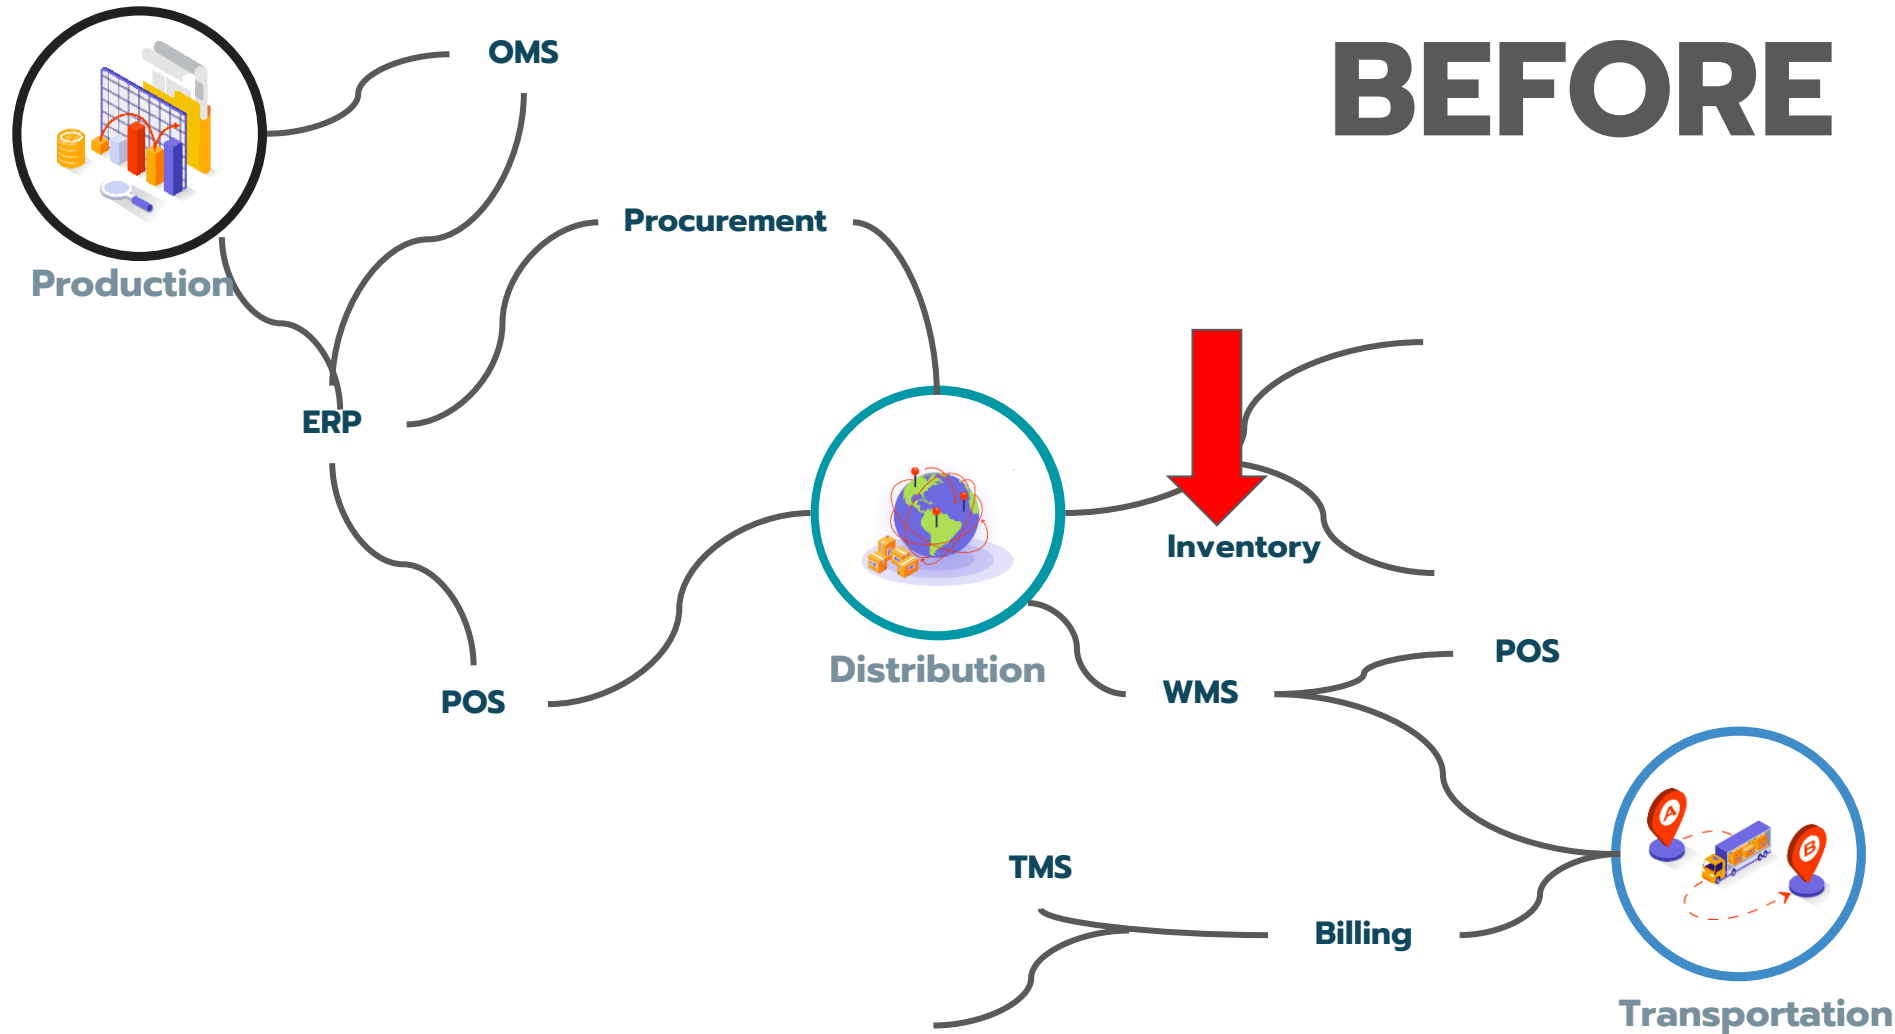 BEFORE
OMS
Procurement
Production
ERP
Inventory
Distribution
POS
WMS
POS
TMS
Billing
A
B
Transportation